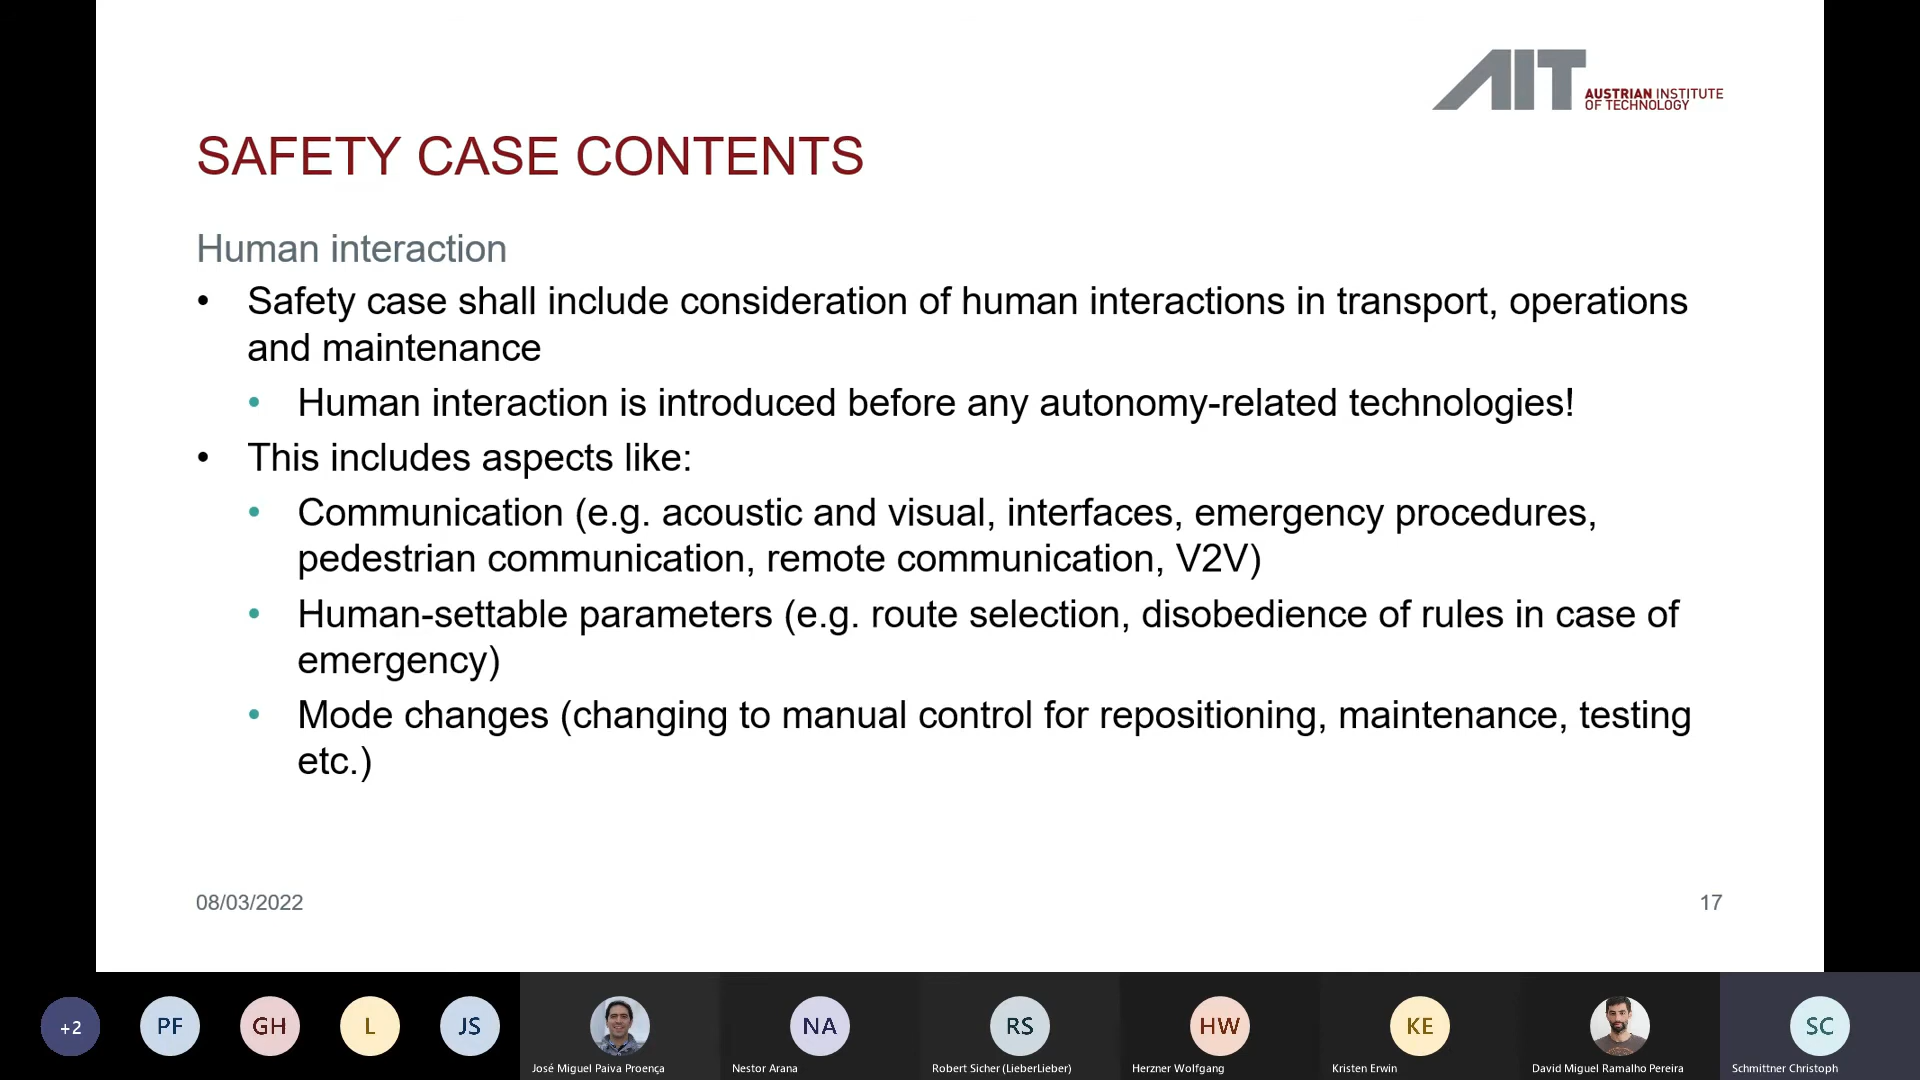 AIT AUSTRIAN INSTITUTE
OF TECHNOLOGY
SAFETY CASE CONTENTS
Human interaction
• Safety case shall include consideration of human interactions in transport, operations
and maintenance
• Human interaction is introduced before any autonomy-related technologies!
• This includes aspects like:
• Communication (e.g. acoustic and visual, interfaces, emergency procedures,
pedestrian communication, remote communication, V2V)
• Human-settable parameters (e.g. route selection, disobedience of rules in case of
emergency)
• Mode changes (changing to manual control for repositioning, maintenance, testing
etc.)
08/03/2022
17
+2
PF
GH
L
JS
NA
RS
HW
KE
SC
José Miguel Paiva Proença
Nestor Arana
Robert Sicher (LieberLieber)
Herzner Wolfgang
Kristen Erwin
David Miguel Ramalho Pereira
Schmittner Christoph